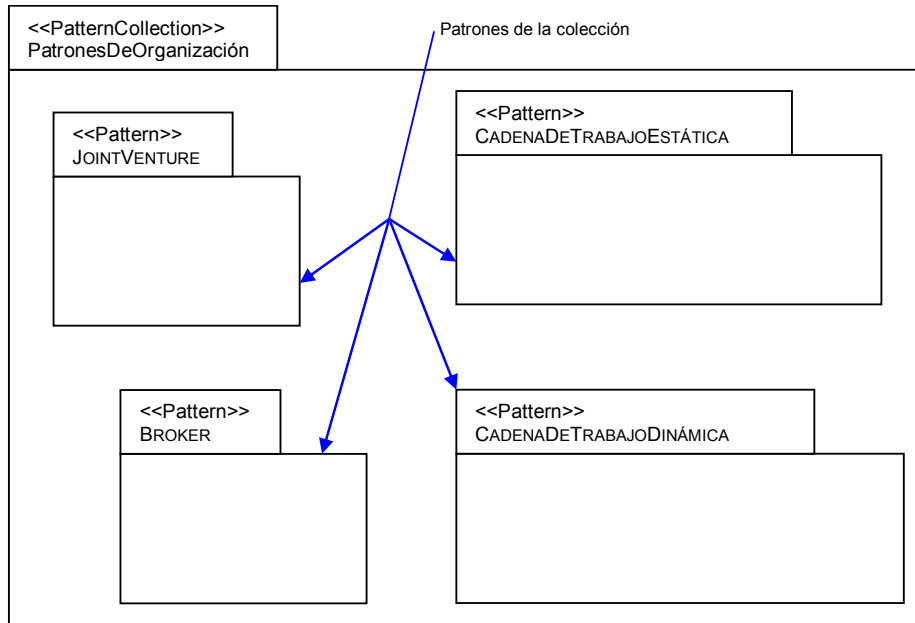 <<PatternCollection>>
PatronesDeOrganización
Patrones de la colección
<<Pattern>>
JOINTVENTURE
<<Pattern>>
CADENADETRABAJOESTÁTICA
<<Pattern>>
BROKER
<<Pattern>>
CADENADETRABAJODINÁMICA